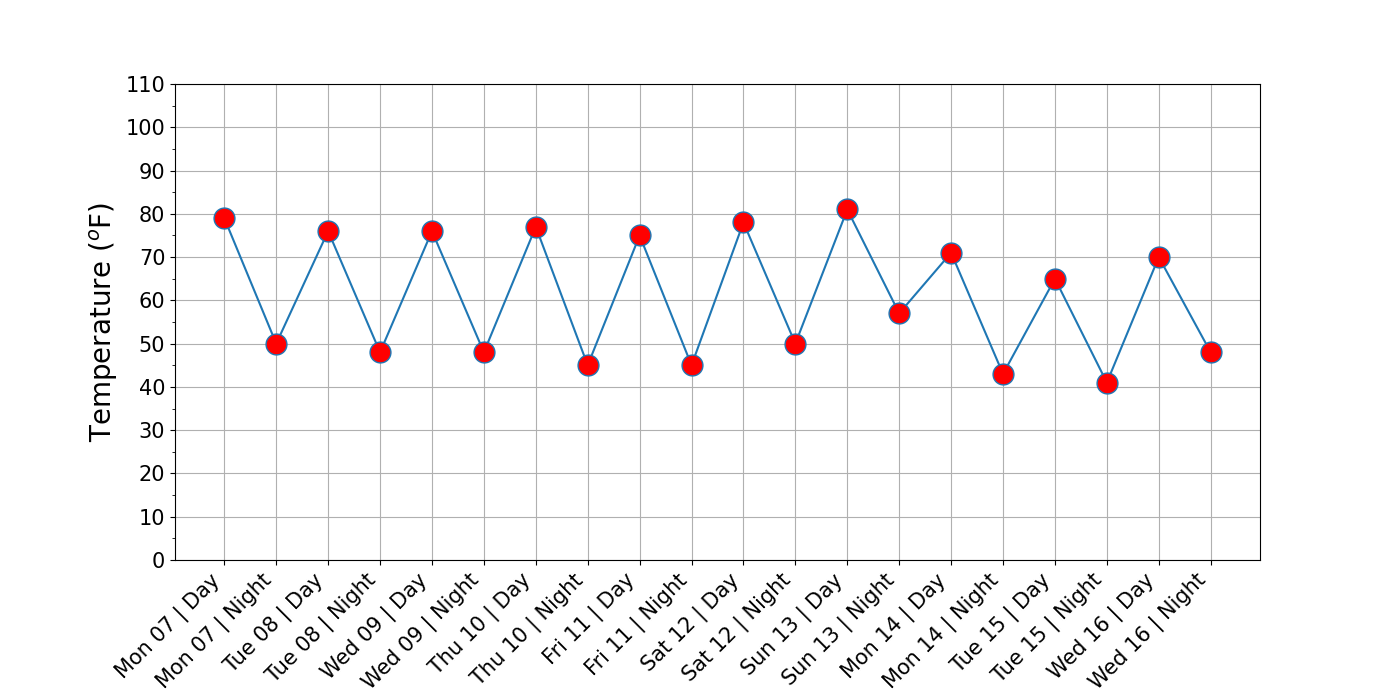 110
100
90
80
70
60
50
40
30
20
10
0
Temperature (°F)
Mon 07 | Day
Mon 07 | Night
Tue 08 | Day
Tue 08 | Night
Wed 09 | Day
Wed 09 | Night
Thu 10 | Day
Thu 10 | Night
Fri 11 | Day
Fri 11 | Night
Sat 12 | Day
Sat 12 | Night
Sun 13 | Day
Sun 13 | Night
Mon 14 | Day
Mon 14 | Night
Tue 15 | Day
Tue 15 | Night
Wed 16 | Day
Wed 16 | Night